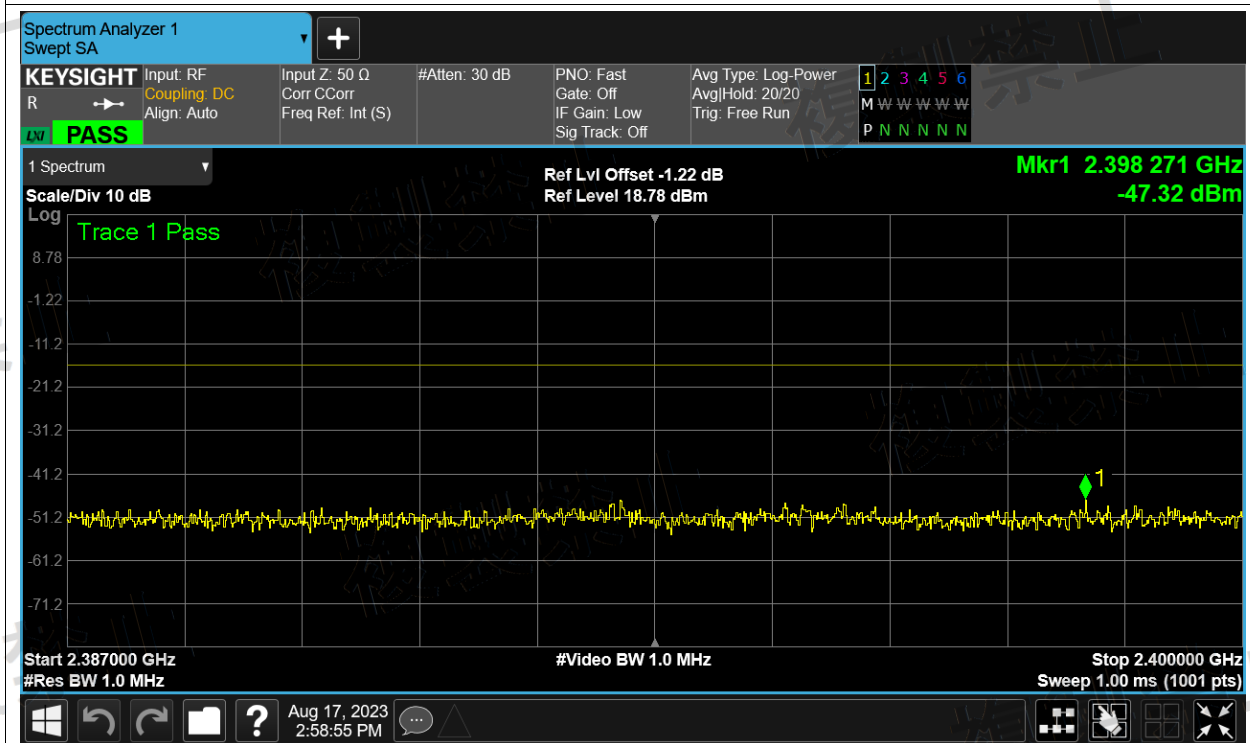 Spectrum Analyzer 1
Swept SA
KEYSIGHT
R
LXI PASS
Input: RF
Coupling: DC
Align: Auto
Input Z: 50 Ω
Corr CCorr
Freq Ref: Int (S)
#Atten: 30 dB
PNO: Fast
Gate: Off
IF Gain: Low
Sig Track: Off
Avg Type: Log-Power
Avg|Hold: 20/20
Trig: Free Run
1 2 3 4 5 6
M W W W W W
P N N N N N
1 Spectrum
Scale/Div 10 dB
Ref Lvl Offset -1.22 dB
Ref Level 18.78 dBm
Mkr1 2.398 271 GHz
-47.32 dBm
Log
Trace 1 Pass
8.78
-1.22
-11.2
-21.2
-31.2
-41.2
1
-51.2
-61.2
-71.2
Start 2.387000 GHz
#Res BW 1.0 MHz
#Video BW 1.0 MHz
Stop 2.400000 GHz
Sweep 1.00 ms (1001 pts)
?
Aug 17, 2023
2:58:55 PM
複製禁止